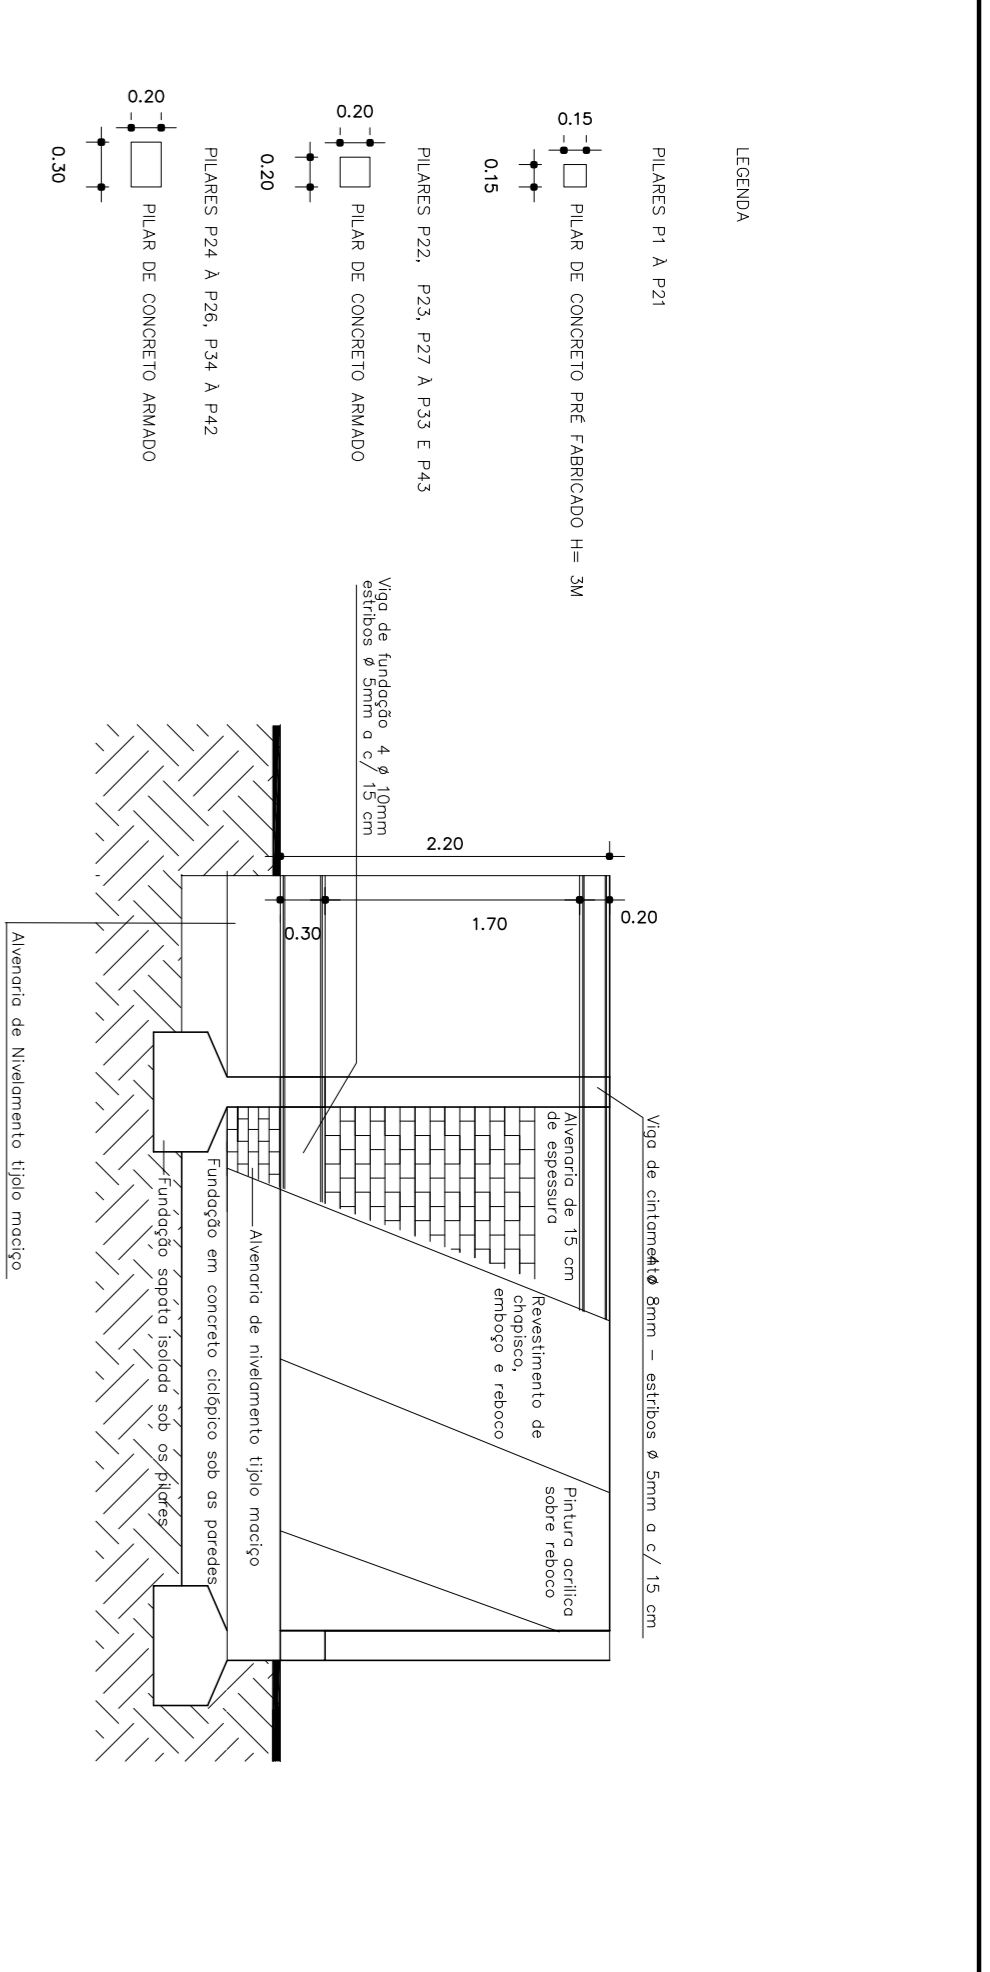 LEGENDA
PILARES P1 À P21
0.15
0.15
PILAR DE CONCRETO PRÉ FABRICADO H= 3M
PILARES P22, P23, P27 À P33 E P43
0.20
0.20
PILAR DE CONCRETO ARMADO
PILARES P24 À P26, P34 À P42
0.20
0.30
PILAR DE CONCRETO ARMADO
Viga de fundação 4 ø 10mm
estribos ø 5mm a c/ 15 cm
2.20
0.20
1.70
0.30
Viga de cintamento 4 ø 8mm - estribos ø 5mm a c/ 15 cm
Alvenaria de 15 cm
de espessura
Revestimento de
chapisco,
emboço e reboco
Pintura acrilica
sobre reboco
Alvenaria de nivelamento tijolo maciço
Fundação em concreto ciclópico sob as paredes
Fundação sapata isolada sob os pilares
Alvenaria de Nivelamento tijolo maciço